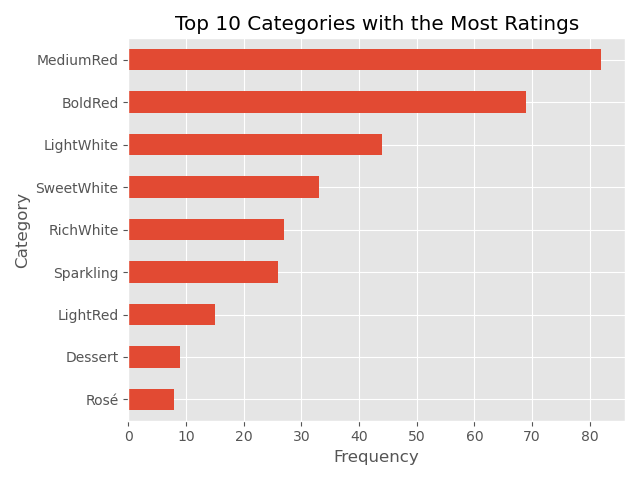 Top 10 Categories with the Most Ratings
MediumRed
BoldRed
LightWhite
SweetWhite
RichWhite
Sparkling
LightRed
Dessert
Rosé
Category
0 10 20 30 40 50 60 70 80
Frequency